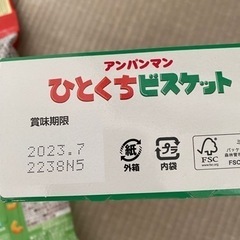 アンパンマン
ひとくちビスケット
賞味期限
2023.7
2238N5
紙
外箱
プラ
内袋
FSC